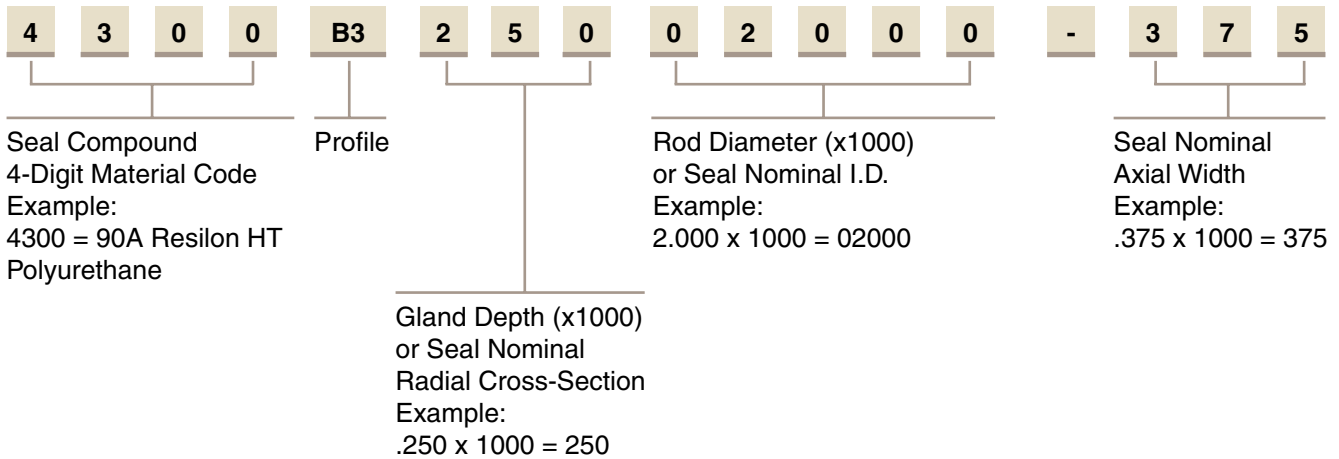 4 3 0 0 B3 2 5 0 0 2 0 0 0 - 3 7 5
Seal Compound
4-Digit Material Code
Example:
4300 = 90A Resilon HT
Polyurethane
Profile
Gland Depth (x1000)
or Seal Nominal
Radial Cross-Section
Example:
.250 x 1000 = 250
Rod Diameter (x1000)
or Seal Nominal I.D.
Example:
2.000 x 1000 = 02000
Seal Nominal
Axial Width
Example:
.375 x 1000 = 375